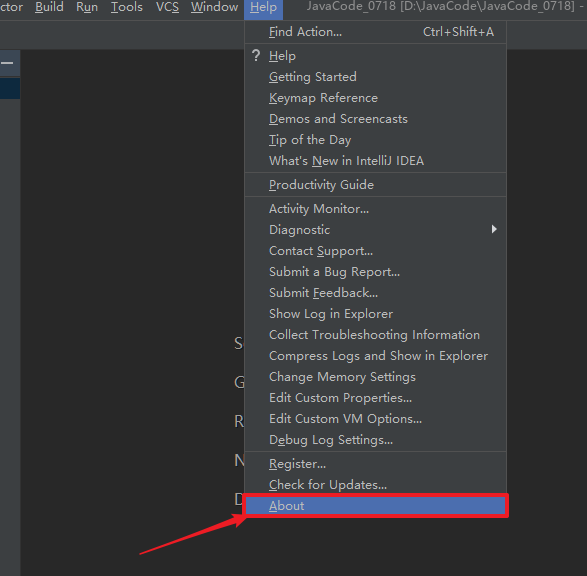 ctor Build Run Tools VCS Window Help JavaCode_0718 [D:\JavaCode\JavaCode_0718] -
Find Action... Ctrl+Shift+A
? Help
Getting Started
Keymap Reference
Demos and Screencasts
Tip of the Day
What's New in IntelliJ IDEA
Productivity Guide
Activity Monitor...
Diagnostic
Contact Support...
Submit a Bug Report...
Submit Feedback...
Show Log in Explorer
Collect Troubleshooting Information
S
Compress Logs and Show in Explorer
Change Memory Settings
G
Edit Custom Properties...
Edit Custom VM Options...
R
Debug Log Settings...
Register...
N
Check for Updates...
About
D